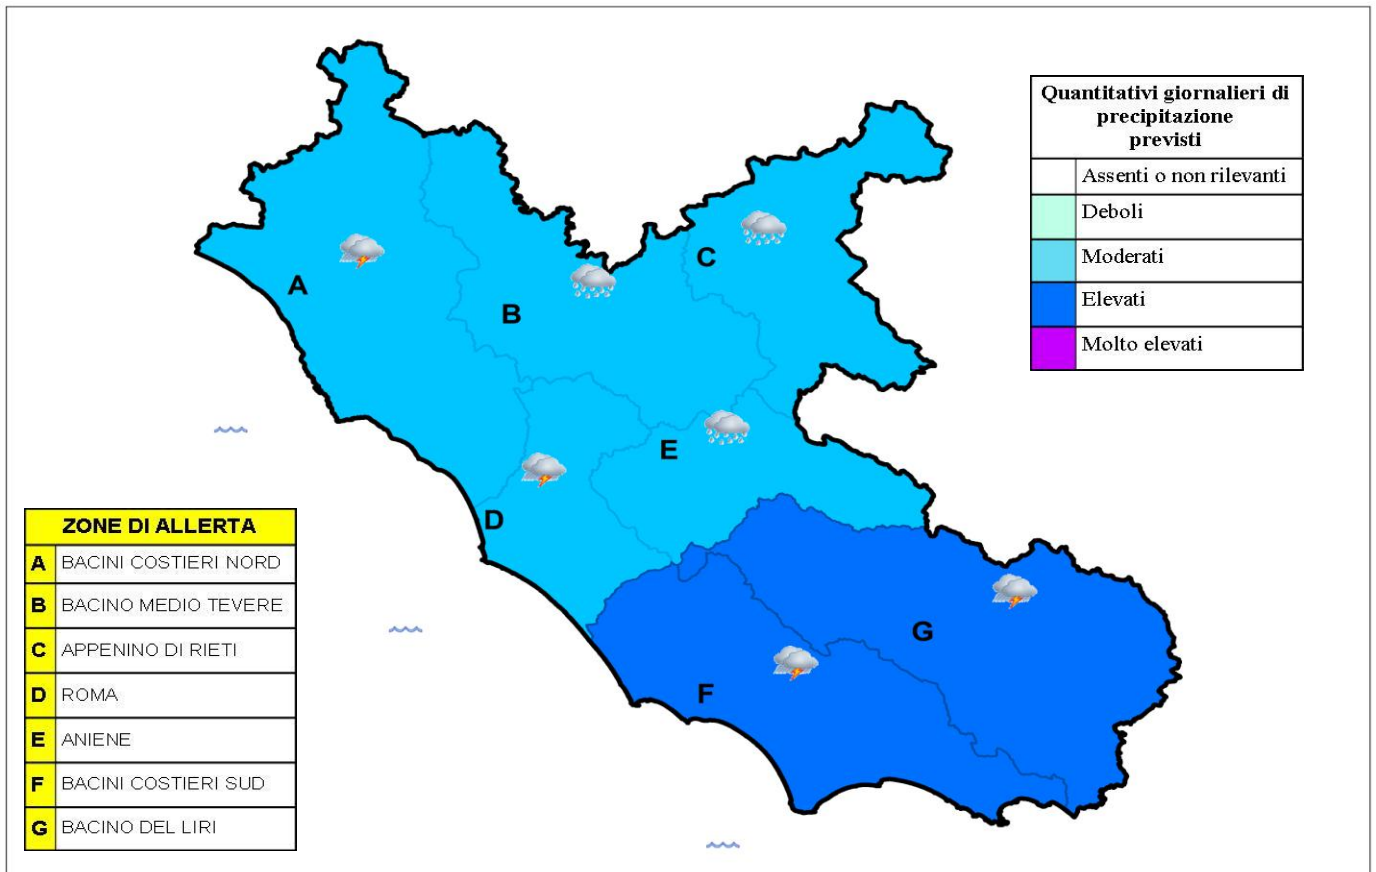 Quantitativi giornalieri di
precipitazione
previsti
Assenti o non rilevanti
Deboli
Moderati
Elevati
Molto elevati
A
B
C
D
E
F
G
ZONE DI ALLERTA
A BACINI COSTIERI NORD
B BACINO MEDIO TEVERE
C APPENINO DI RIETI
D ROMA
E ANIENE
F BACINI COSTIERI SUD
G BACINO DEL LIRI